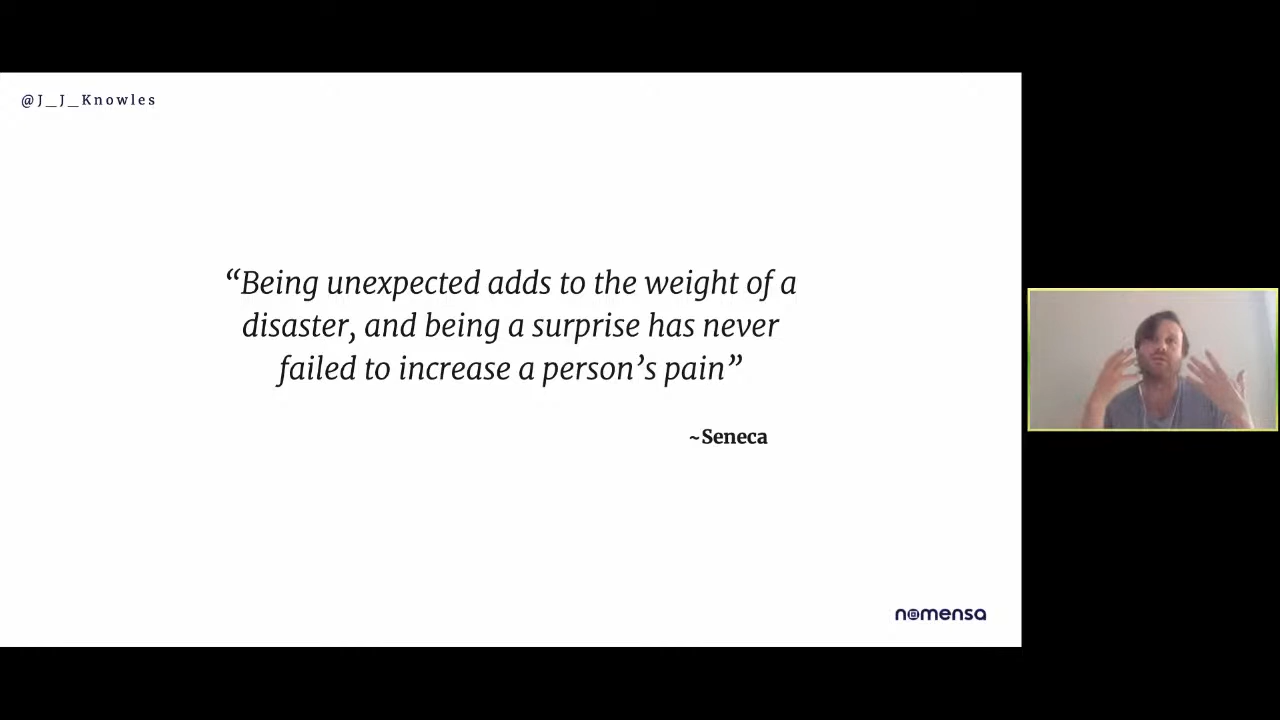 @J_J_Knowles
“Being unexpected adds to the weight of a
disaster, and being a surprise has never
failed to increase a person’s pain”
~Seneca
nomensa